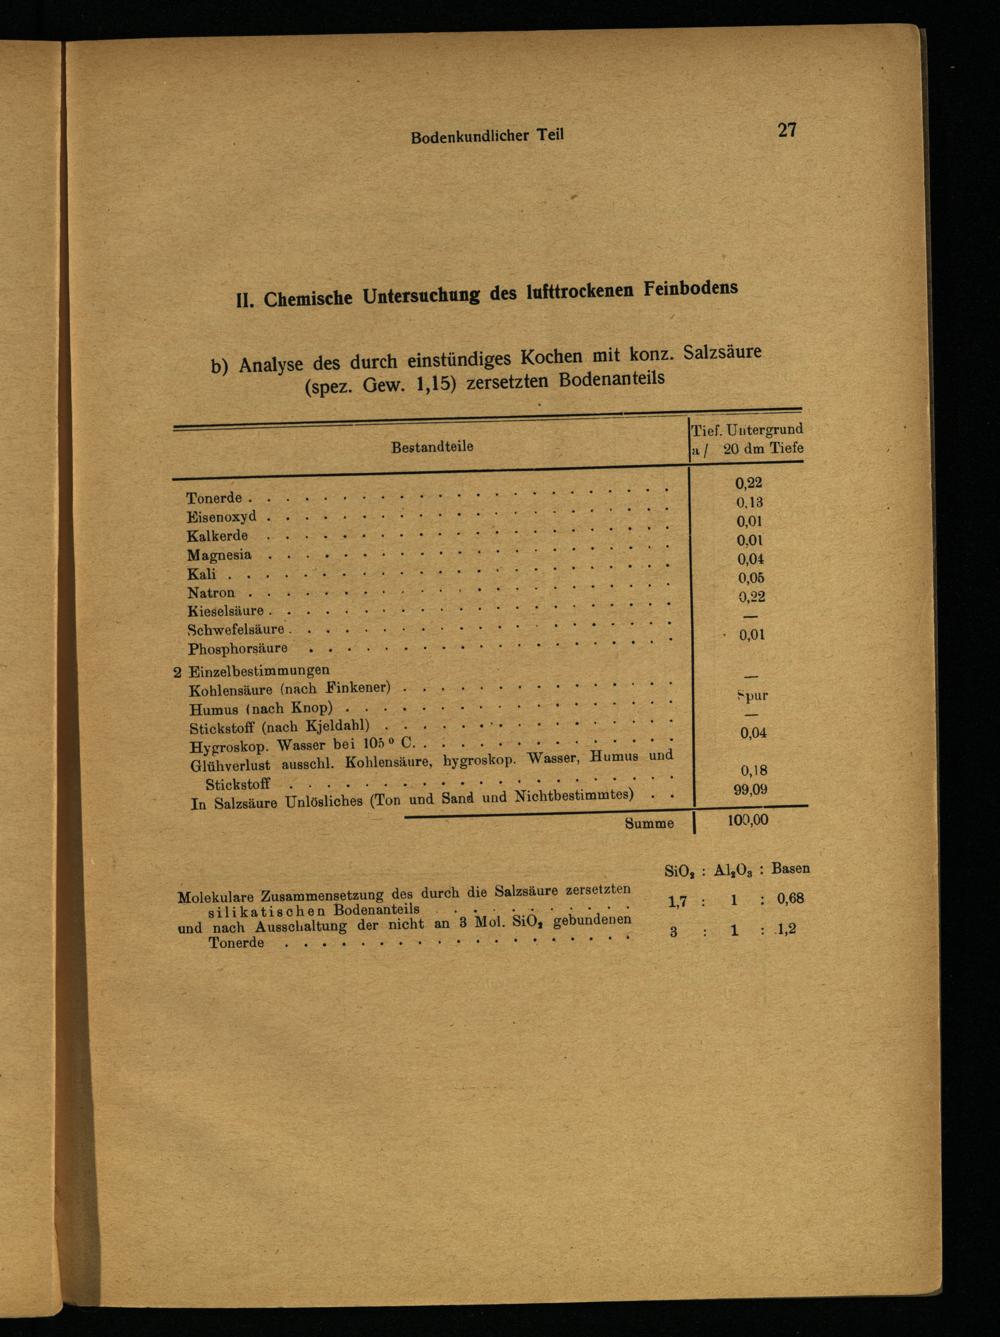 Bodenkundlicher Teil 27
II. Chemische Untersuchung des lufttrockenen Feinbodens
b) Analyse des durch einstündiges Kochen mit konz. Salzsäure
(spez. Gew. 1,15) zersetzten Bodenanteils
Bestandteile
Tief. Untergrund
a / 20 dm Tiefe
Tonerde . . . . . . . . . . . . . . . . . . . . . . . 0,22
Eisenoxyd . . . . . . . . . . . . . . . . . . . . . . 0,13
Kalkerde . . . . . . . . . . . . . . . . . . . . . . 0,01
Magnesia . . . . . . . . . . . . . . . . . . . . . . 0,01
Kali . . . . . . . . . . . . . . . . . . . . . . . . 0,04
Natron . . . . . . . . . . . . . . . . . . . . . . . 0,05
Kieselsäure . . . . . . . . . . . . . . . . . . . . . 0,22
Schwefelsäure . . . . . . . . . . . . . . . . . . . . —
Phosphorsäure . . . . . . . . . . . . . . . . . . . . 0,01
2 Einzelbestimmungen
Kohlensäure (nach Finkener) . . . . . . . . . . . . . . . —
Humus (nach Knop) . . . . . . . . . . . . . . . . . . Spur
Stickstoff (nach Kjeldahl) . . . . . . . . . . . . . . . . —
Hygroskop. Wasser bei 105° C. . . . . . . . . . . . . . . 0,04
Glühverlust ausschl. Kohlensäure, hygroskop. Wasser, Humus und
Stickstoff . . . . . . . . . . . . . . . . . . . . . 0,18
In Salzsäure Unlösliches (Ton und Sand und Nichtbestimmtes) . . 99,09
Summe 100,00
SiO₂ : Al₂O₃ : Basen
Molekulare Zusammensetzung des durch die Salzsäure zersetzten
silikatischen Bodenanteils . . . . . . . . . . 1,7 : 1 : 0,68
und nach Ausschaltung der nicht an 3 Mol. SiO₂ gebundenen
Tonerde . . . . . . . . . . . . . . . . . . . 3 : 1 : 1,2